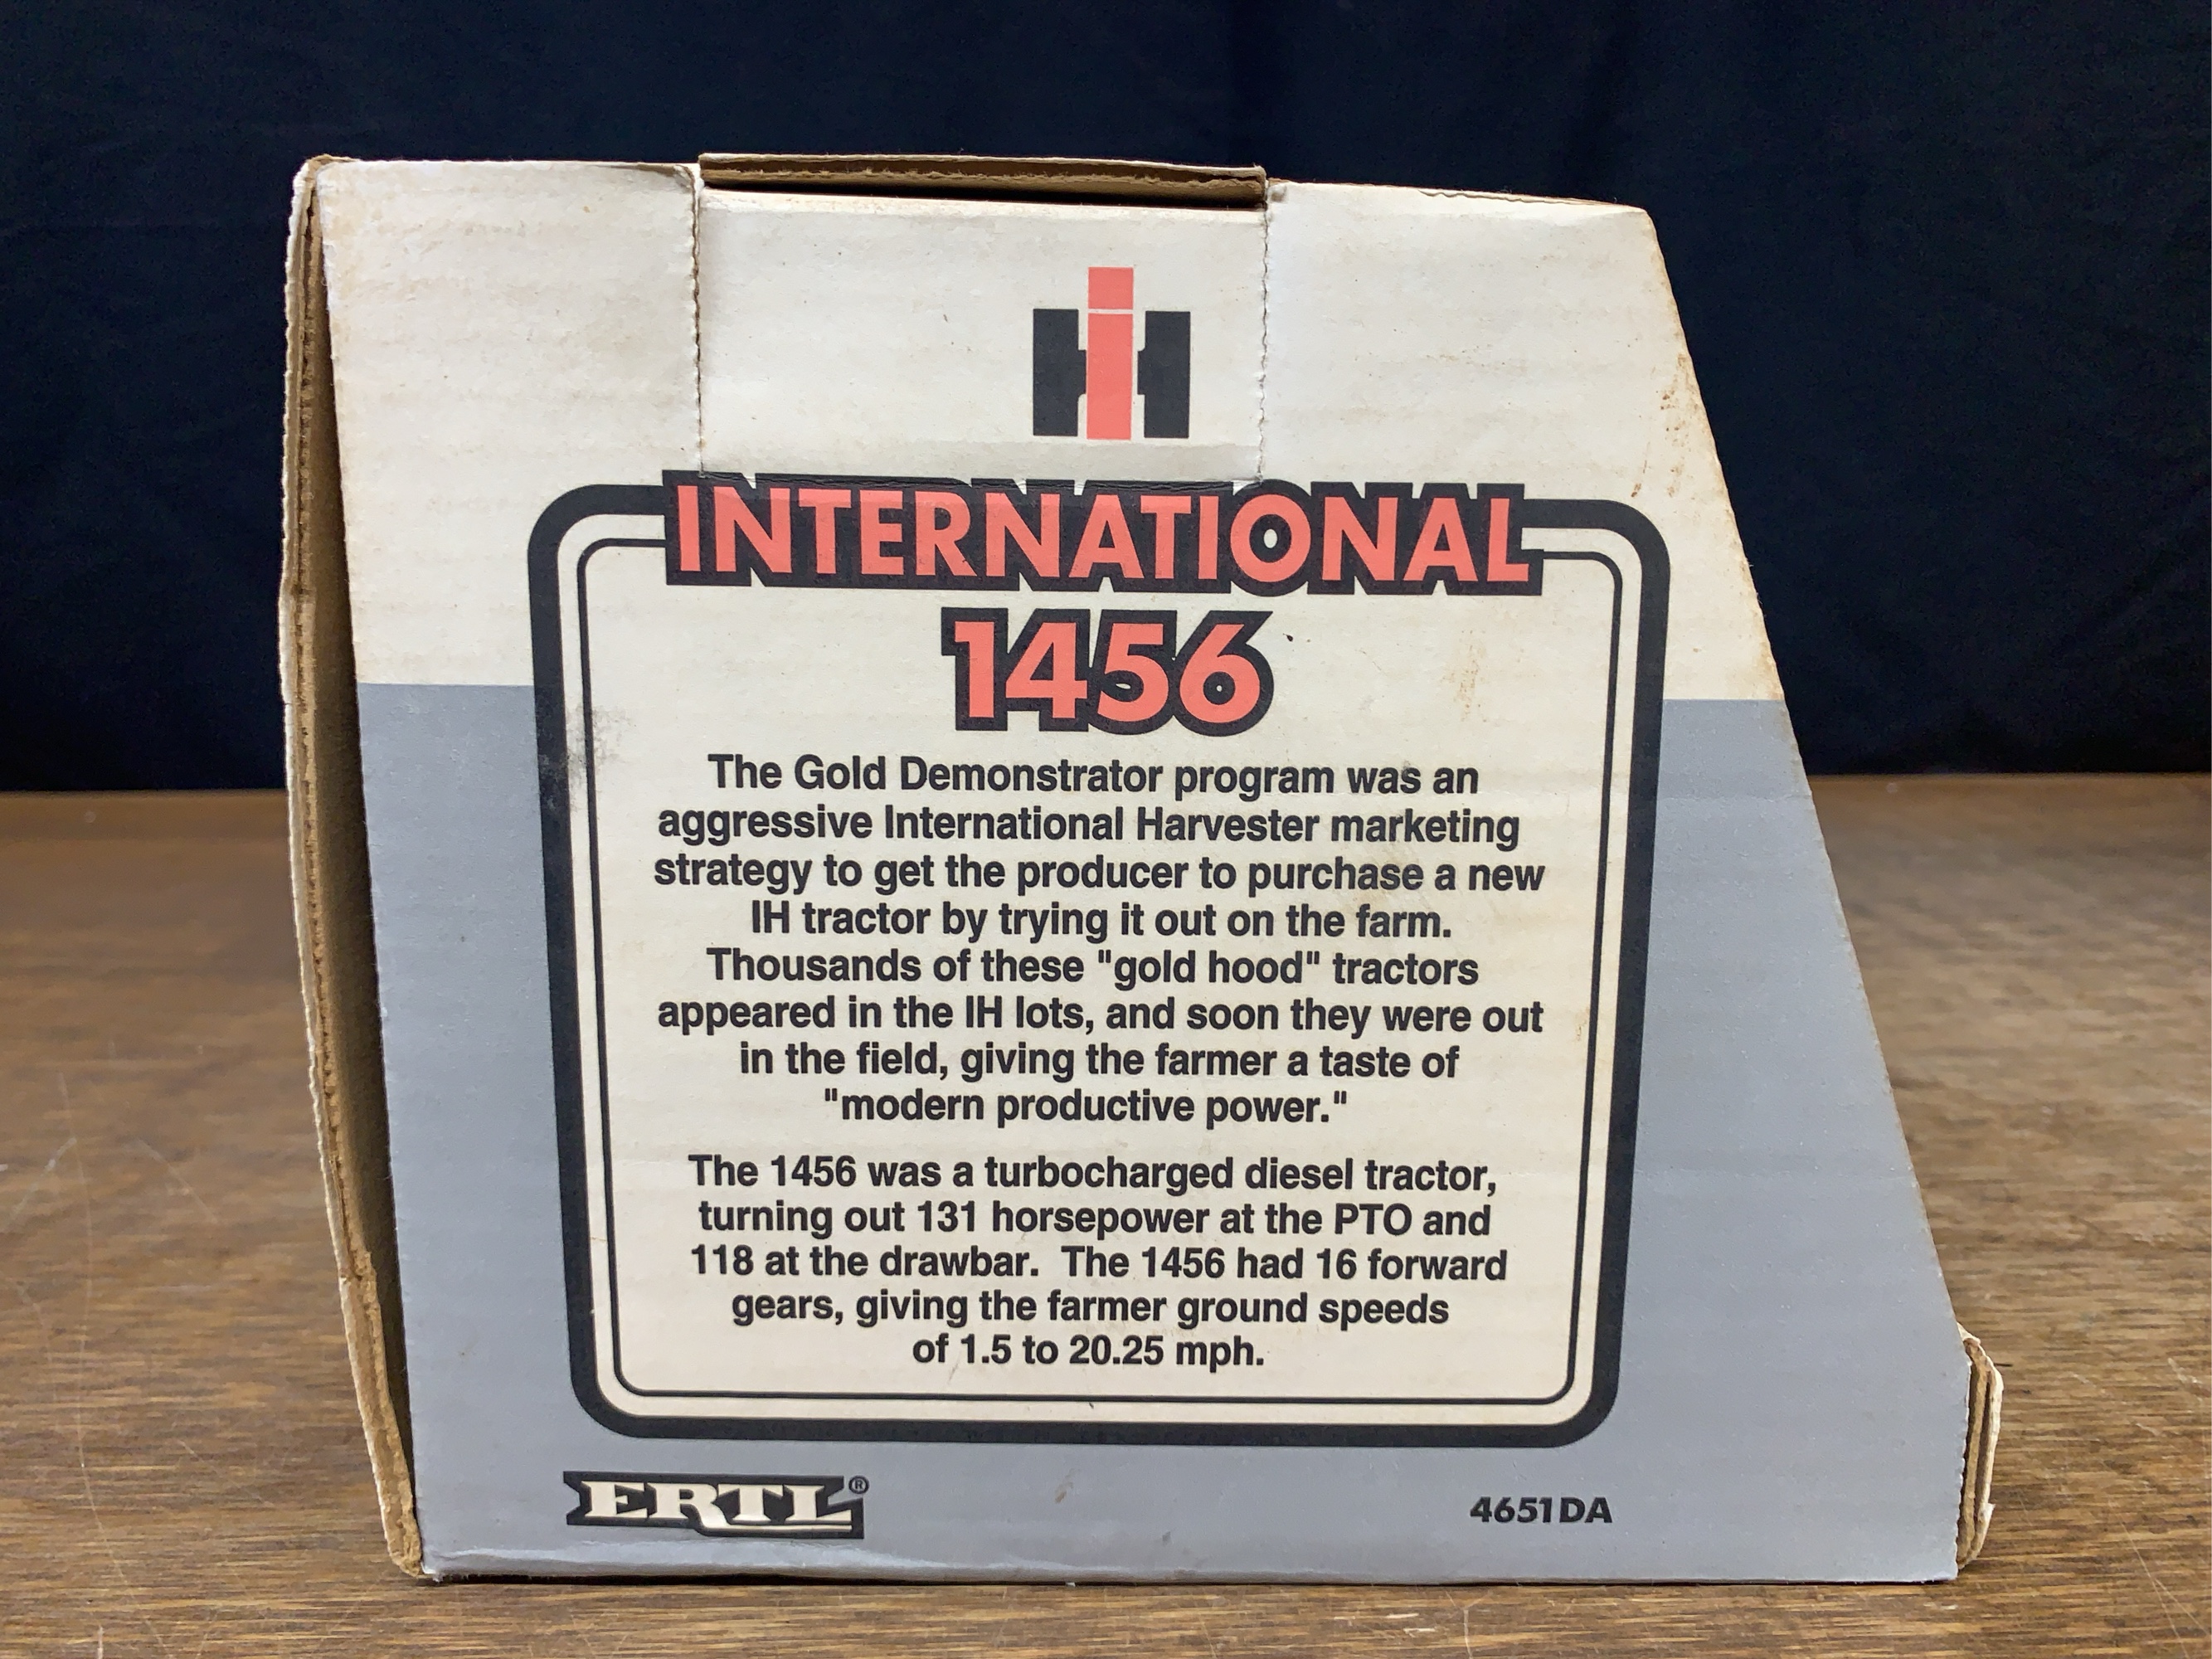 IH
INTERNATIONAL
1456
The Gold Demonstrator program was an
aggressive International Harvester marketing
strategy to get the producer to purchase a new
IH tractor by trying it out on the farm.
Thousands of these "gold hood" tractors
appeared in the IH lots, and soon they were out
in the field, giving the farmer a taste of
"modern productive power."
The 1456 was a turbocharged diesel tractor,
turning out 131 horsepower at the PTO and
118 at the drawbar.  The 1456 had 16 forward
gears, giving the farmer ground speeds
of 1.5 to 20.25 mph.
ERTL®
4651DA